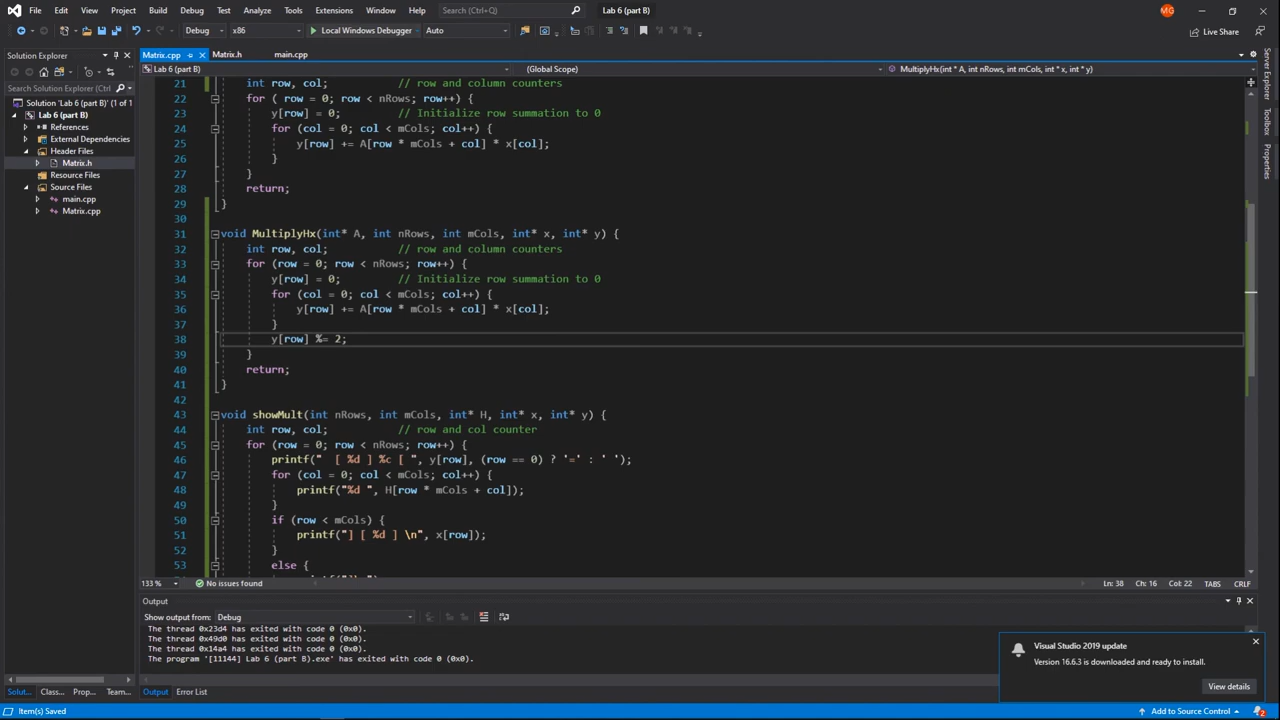 File Edit View Project Build Debug Test Analyze Tools Extensions Window Help Search (Ctrl+Q) Lab 6 (part B) MG
Debug x86 Local Windows Debugger Auto Live Share
Solution Explorer
Matrix.cpp Matrix.h main.cpp
Lab 6 (part B) (Global Scope) MultiplyHx(int * A, int nRows, int mCols, int * x, int * y)
Search Solution Explorer (Ctrl+;)
Solution 'Lab 6 (part B)' (1 of 1
Lab 6 (part B)
References
External Dependencies
Header Files
Matrix.h
Resource Files
Source Files
main.cpp
Matrix.cpp
21 int row, col; // row and column counters
22 for ( row = 0; row < nRows; row++) {
23 y[row] = 0; // Initialize row summation to 0
24 for (col = 0; col < mCols; col++) {
25 y[row] += A[row * mCols + col] * x[col];
26 }
27 }
28 return;
29 }
30
31 void MultiplyHx(int* A, int nRows, int mCols, int* x, int* y) {
32 int row, col; // row and column counters
33 for (row = 0; row < nRows; row++) {
34 y[row] = 0; // Initialize row summation to 0
35 for (col = 0; col < mCols; col++) {
36 y[row] += A[row * mCols + col] * x[col];
37 }
38 y[row] %= 2;
39 }
40 return;
41 }
42
43 void showMult(int nRows, int mCols, int* H, int* x, int* y) {
44 int row, col; // row and col counter
45 for (row = 0; row < nRows; row++) {
46 printf(" [ %d ] %c [ ", y[row], (row == 0) ? '=' : ' ');
47 for (col = 0; col < mCols; col++) {
48 printf("%d ", H[row * mCols + col]);
49 }
50 if (row < mCols) {
51 printf("] [ %d ] \n", x[row]);
52 }
53 else {
133 % No issues found Ln: 38 Ch: 16 Col: 22 TABS CRLF
Output
Show output from: Debug
The thread 0x23d4 has exited with code 0 (0x0).
The thread 0x49d0 has exited with code 0 (0x0).
The thread 0x14a4 has exited with code 0 (0x0).
The program '[11144] Lab 6 (part B).exe' has exited with code 0 (0x0).
Visual Studio 2019 update
Version 16.6.3 is downloaded and ready to install.
View details
Solut... Class... Prop... Team...
Output Error List
Item(s) Saved Add to Source Control 2
Server Explorer
Toolbox
Properties